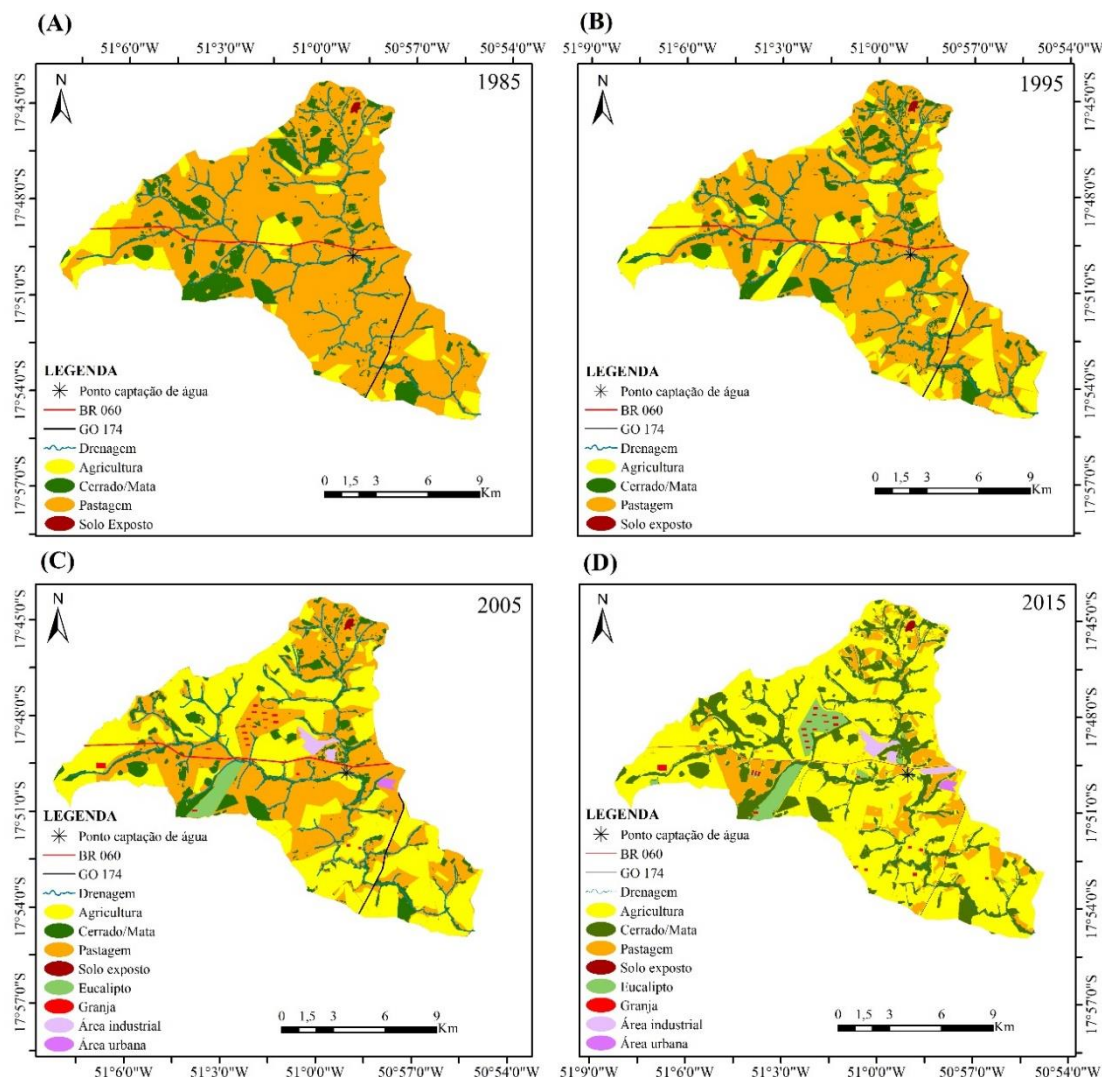 (A)
51°6'0"W 51°3'0"W 51°0'0"W 50°57'0"W 50°54'0"W
N
1985
17°45'0"S
17°48'0"S
17°51'0"S
17°54'0"S
17°57'0"S
LEGENDA
Ponto captação de água
BR 060
GO 174
Drenagem
Agricultura
Cerrado/Mata
Pastagem
Solo Exposto
0 1,5 3 6 9
Km
(B)
51°9'0"W 51°6'0"W 51°3'0"W 51°0'0"W 50°57'0"W 50°54'0"W
N
1995
17°45'0"S
17°48'0"S
17°51'0"S
17°54'0"S
17°57'0"S
LEGENDA
Ponto captação de água
BR 060
GO 174
Drenagem
Agricultura
Cerrado/Mata
Pastagem
Solo exposto
0 1,5 3 6 9
Km
(C)
N
2005
17°45'0"S
17°48'0"S
17°51'0"S
17°54'0"S
17°57'0"S
LEGENDA
Ponto captação de água
BR 060
GO 174
Drenagem
Agricultura
Cerrado/Mata
Pastagem
Solo exposto
Eucalipto
Granja
Área industrial
Área urbana
0 1,5 3 6 9
Km
51°6'0"W 51°3'0"W 51°0'0"W 50°57'0"W 50°54'0"W
(D)
N
2015
17°45'0"S
17°48'0"S
17°51'0"S
17°54'0"S
17°57'0"S
LEGENDA
Ponto captação de água
BR 060
GO 174
Drenagem
Agricultura
Cerrado/Mata
Pastagem
Solo exposto
Eucalipto
Granja
Área industrial
Área urbana
0 1,5 3 6 9
Km
51°6'0"W 51°3'0"W 51°0'0"W 50°57'0"W 50°54'0"W